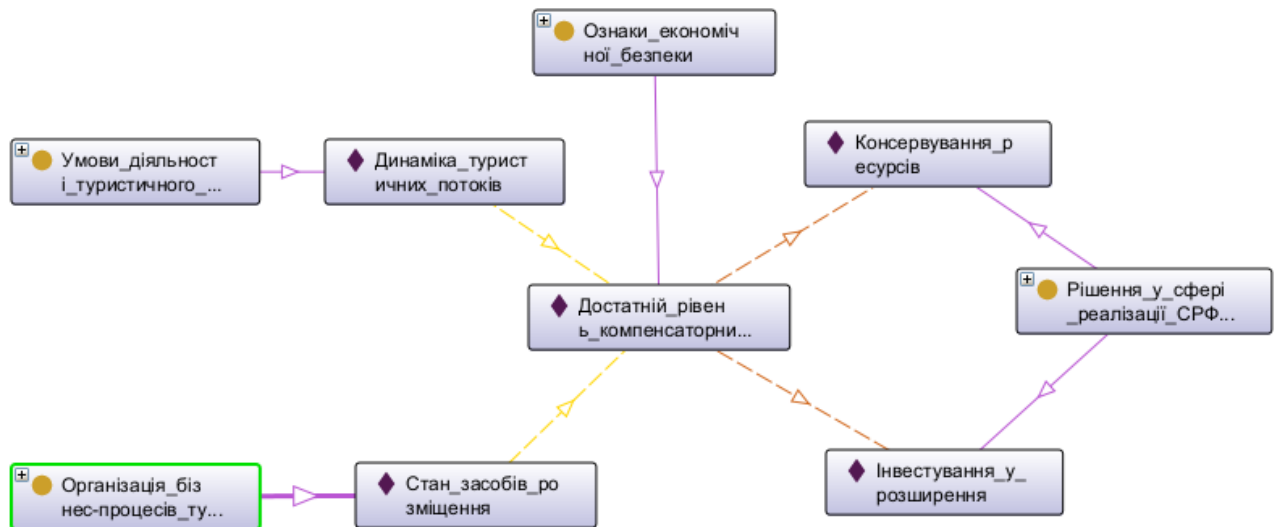 Ознаки_економіч
ної_безпеки
Умови_діяльност
і_туристичного_...
Динаміка_турист
ичних_потоків
Консервування_р
есурсів
Достатній_рівен
ь_компенсаторни...
Рішення_у_сфері
_реалізації_СРФ...
Організація_біз
нес-процесів_ту...
Стан_засобів_ро
зміщення
Інвестування_у_
розширення